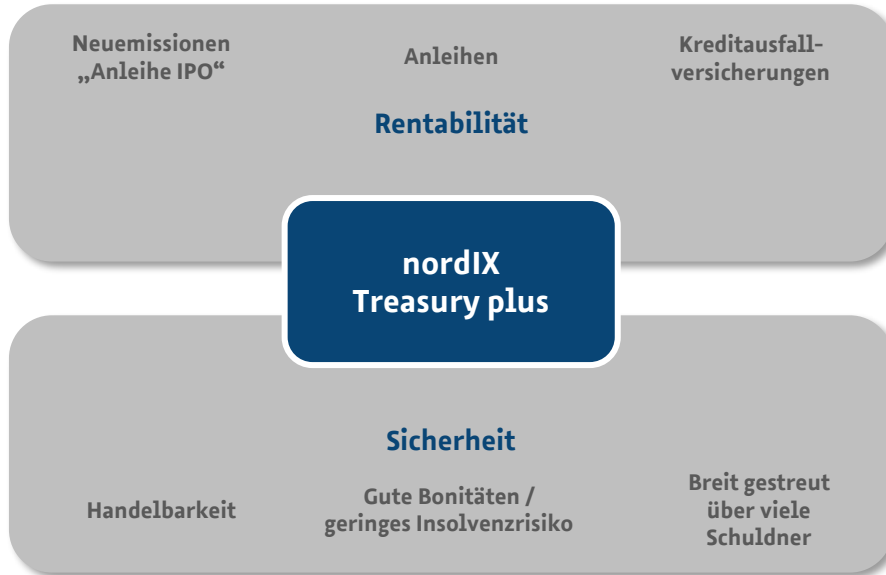 Neuemissionen
„Anleihe IPO“
Anleihen
Kreditausfall-
versicherungen
Rentabilität
nordIX
Treasury plus
Sicherheit
Handelbarkeit
Gute Bonitäten /
geringes Insolvenzrisiko
Breit gestreut
über viele
Schuldner